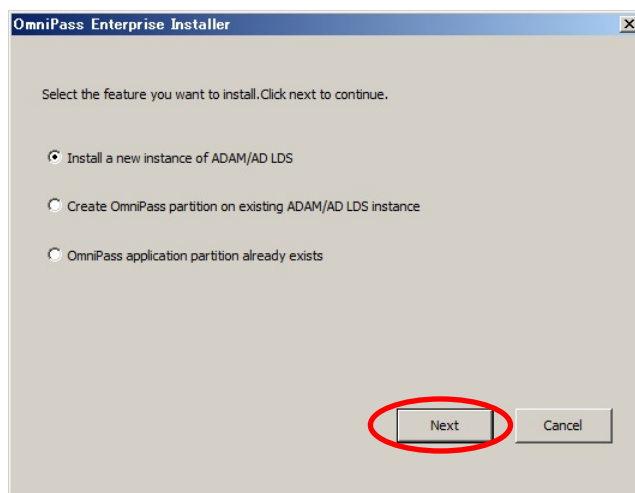 OmniPass Enterprise Installer
Select the feature you want to install.Click next to continue.
Install a new instance of ADAM/AD LDS
Create OmniPass partition on existing ADAM/AD LDS instance
OmniPass application partition already exists
Next Cancel